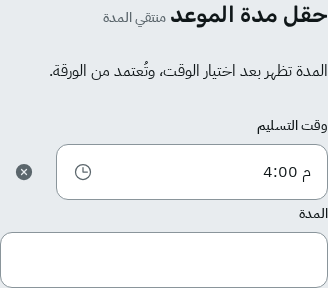 حقل مدة الموعد منتقي المدة
المدة تظهر بعد اختيار الوقت، وتُعتمد من الورقة.
وقت التسليم
4:00 م
المدة